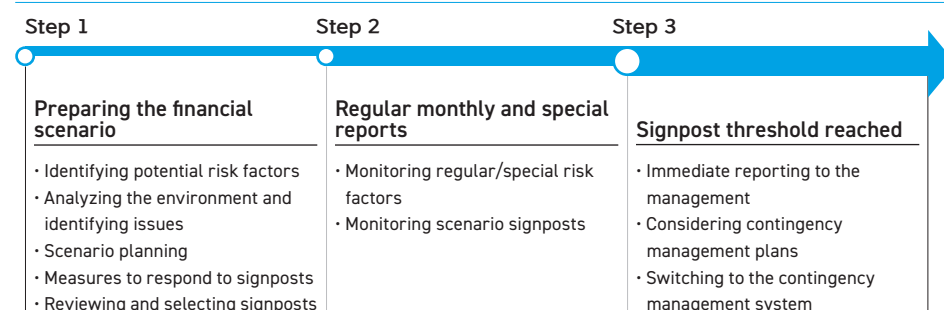 Step 1
Step 2
Step 3
Preparing the financial
scenario
· Identifying potential risk factors
· Analyzing the environment and
identifying issues
· Scenario planning
· Measures to respond to signposts
· Reviewing and selecting signposts
Regular monthly and special
reports
· Monitoring regular/special risk
factors
· Monitoring scenario signposts
Signpost threshold reached
· Immediate reporting to the
management
· Considering contingency
management plans
· Switching to the contingency
management system